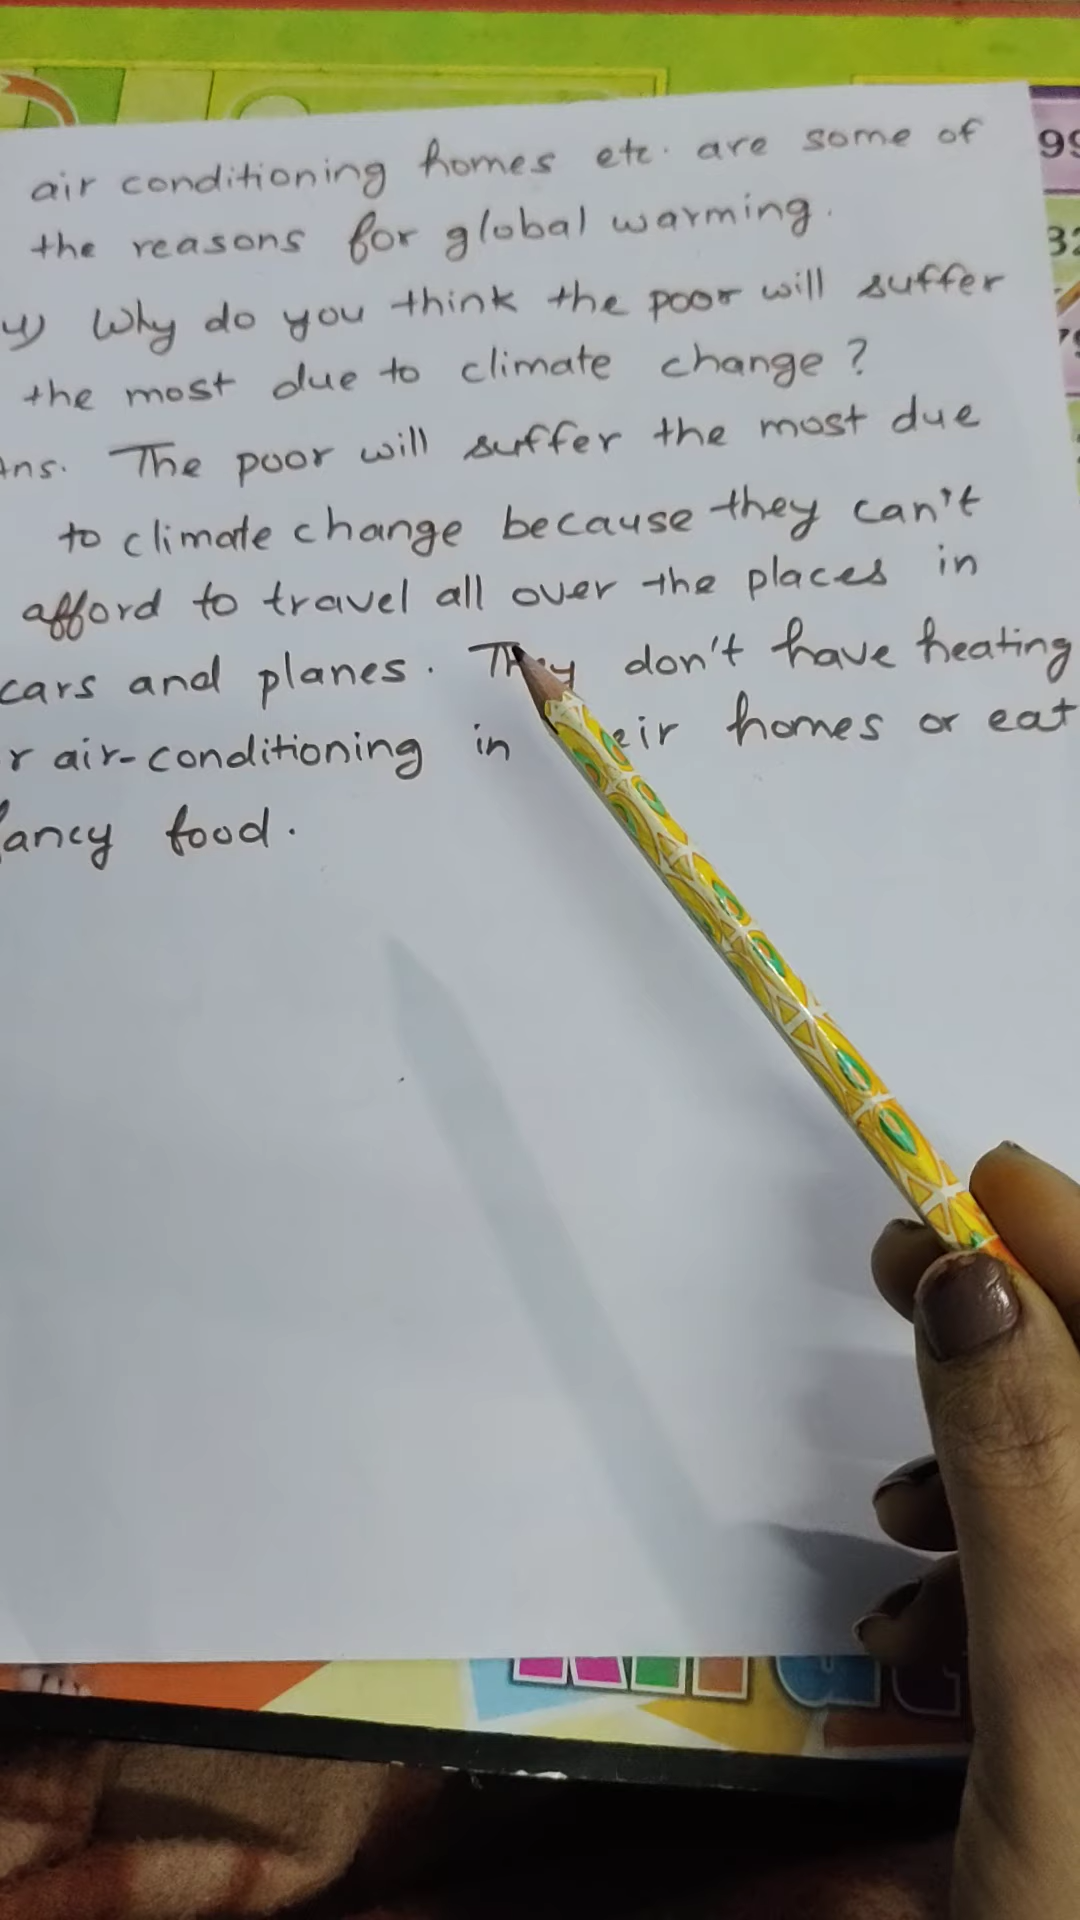 air conditioning homes etc. are some of
the reasons for global warming.
4) Why do you think the poor will suffer
the most due to climate change?
Ans. The poor will suffer the most due
to climate change because they can't
afford to travel all over the places in
cars and planes. They don't have heating
r air-conditioning in their homes or eat
fancy food.
99
32